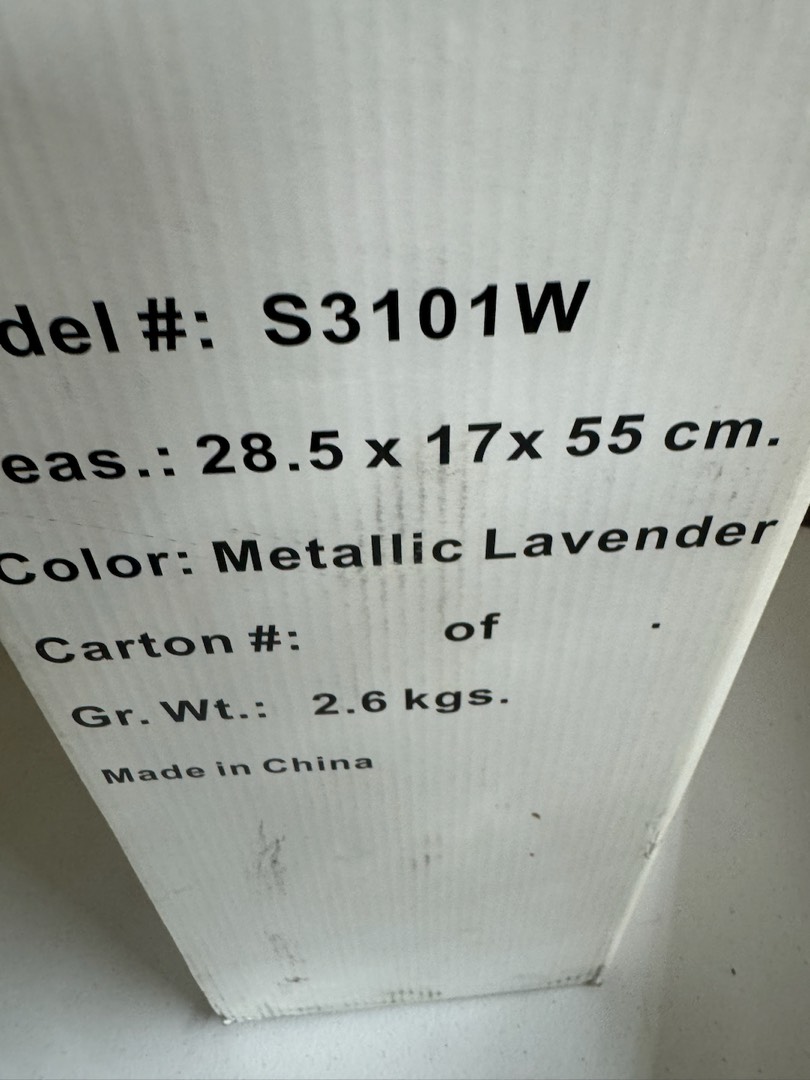 del #: S3101W
eas.: 28.5 x 17x 55 cm.
Color: Metallic Lavender
Carton #: of .
Gr. Wt.: 2.6 kgs.
Made in China